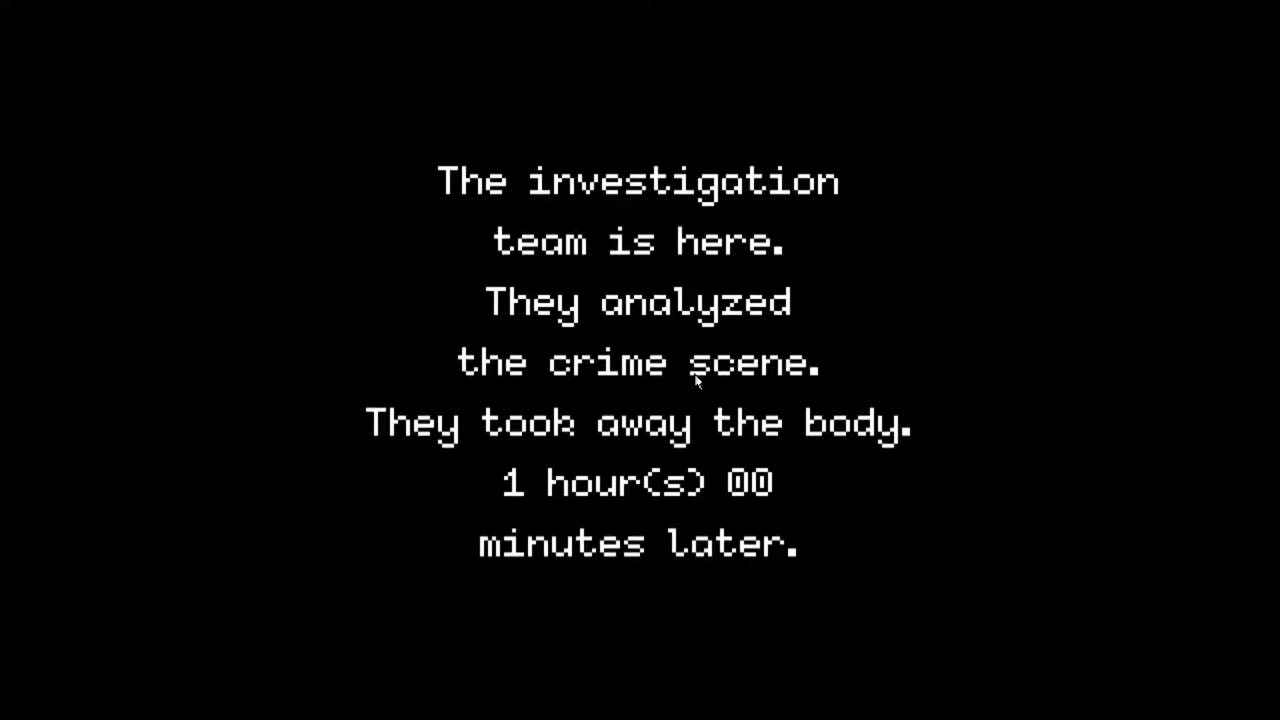 The investigation
team is here.
They analyzed
the crime scene.
They took away the body.
1 hour(s) 00
minutes later.